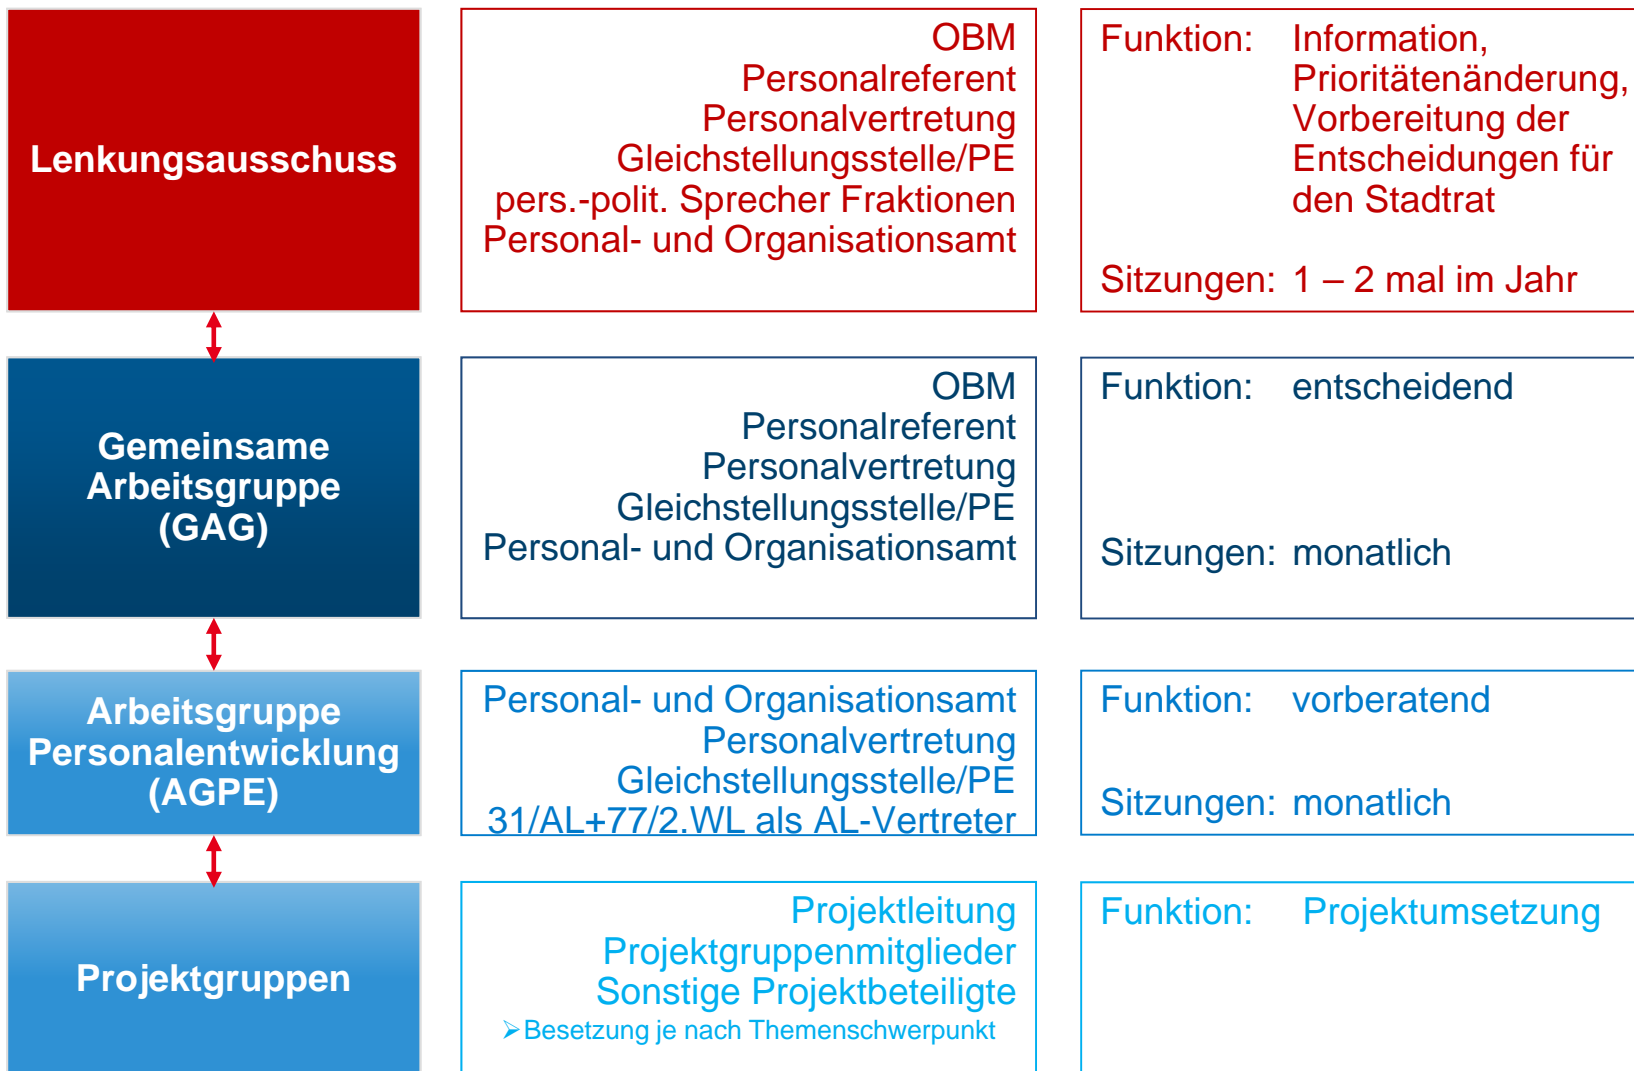 Lenkungsausschuss
OBM
Personalreferent
Personalvertretung
Gleichstellungsstelle/PE
pers.-polit. Sprecher Fraktionen
Personal- und Organisationsamt
Funktion: Information,
Prioritätenänderung,
Vorbereitung der
Entscheidungen für
den Stadtrat
Sitzungen: 1 – 2 mal im Jahr
Gemeinsame
Arbeitsgruppe
(GAG)
OBM
Personalreferent
Personalvertretung
Gleichstellungsstelle/PE
Personal- und Organisationsamt
Funktion: entscheidend
Sitzungen: monatlich
Arbeitsgruppe
Personalentwicklung
(AGPE)
Personal- und Organisationsamt
Personalvertretung
Gleichstellungsstelle/PE
31/AL+77/2.WL als AL-Vertreter
Funktion: vorberatend
Sitzungen: monatlich
Projektgruppen
Projektleitung
Projektgruppenmitglieder
Sonstige Projektbeteiligte
➢Besetzung je nach Themenschwerpunkt
Funktion: Projektumsetzung